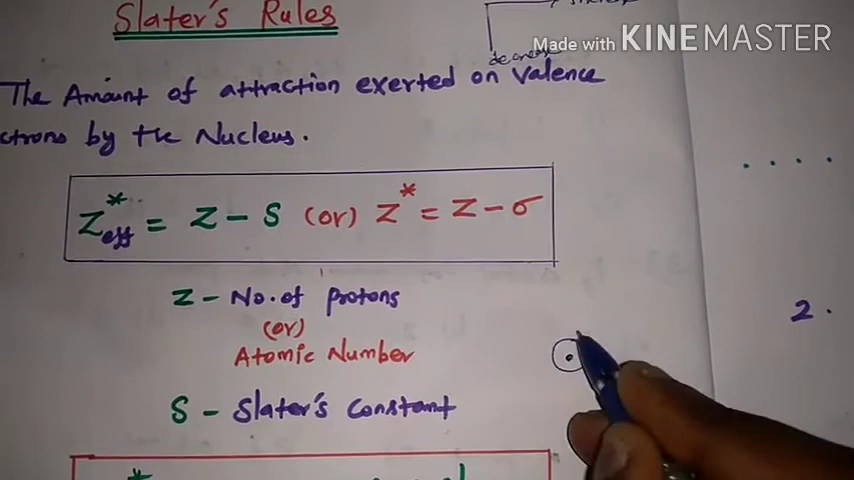 Slater's Rules
Made with KINEMASTER
decrease
The Amount of attraction exerted on valence
ctrons by the Nucleus.
Z*eff = Z - S (or) Z* = Z - σ
Z - No. of protons
(or)
Atomic Number
S - Slater's Constant
2.